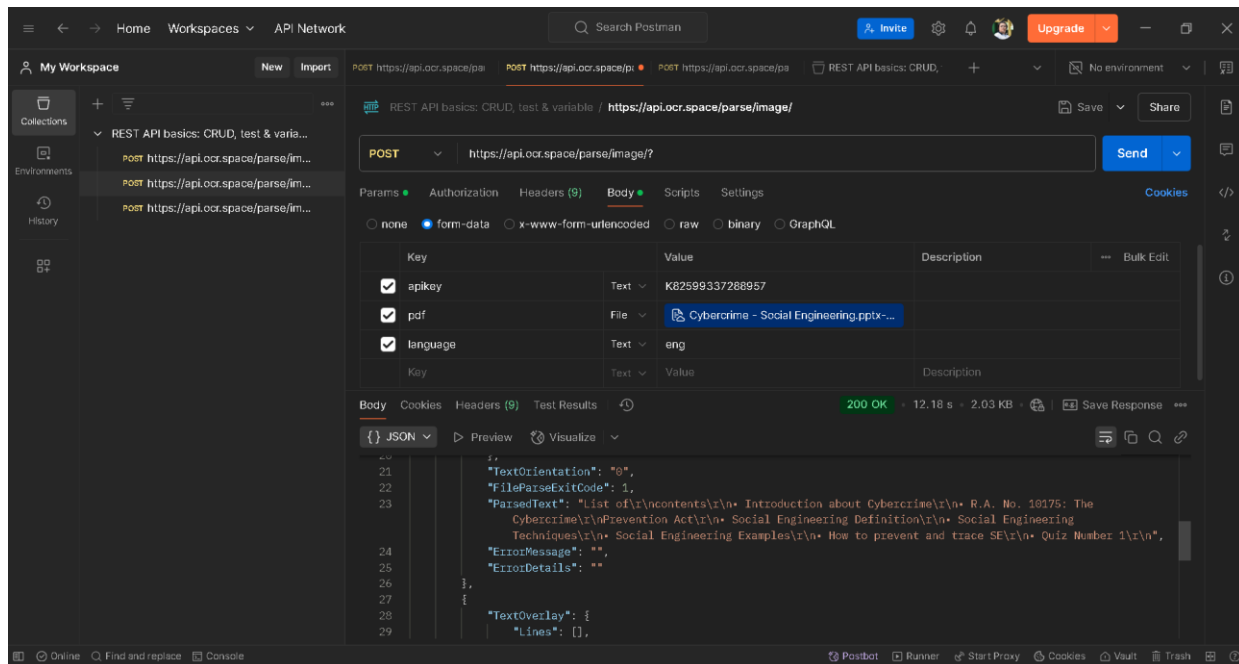 Home Workspaces API Network Search Postman Invite Upgrade
My Workspace New Import POST https://api.ocr.space/pa POST https://api.ocr.space/p POST https://api.ocr.space/pa REST API basics: CRUD, No environment
Collections
Environments
History
REST API basics: CRUD, test & varia...
POST https://api.ocr.space/parse/im...
POST https://api.ocr.space/parse/im...
POST https://api.ocr.space/parse/im...
HTTP REST API basics: CRUD, test & variable / https://api.ocr.space/parse/image/ Save Share
POST https://api.ocr.space/parse/image/? Send
Params Authorization Headers (9) Body Scripts Settings Cookies
none form-data x-www-form-urlencoded raw binary GraphQL
Key Value Description Bulk Edit
apikey Text K82599337288957
pdf File Cybercrime - Social Engineering.pptx-...
language Text eng
Key Text Value Description
Body Cookies Headers (9) Test Results 200 OK 12.18 s 2.03 KB Save Response
{} JSON Preview Visualize
20 },
21 "TextOrientation": "0",
22 "FileParseExitCode": 1,
23 "ParsedText": "List of\r\ncontents\r\n• Introduction about Cybercrime\r\n• R.A. No. 10175: The
Cybercrime\r\nPrevention Act\r\n• Social Engineering Definition\r\n• Social Engineering
Techniques\r\n• Social Engineering Examples\r\n• How to prevent and trace SE\r\n• Quiz Number 1\r\n",
24 "ErrorMessage": "",
25 "ErrorDetails": ""
26 },
27 {
28 "TextOverlay": {
29 "Lines": [],
Online Find and replace Console Postbot Runner Start Proxy Cookies Vault Trash